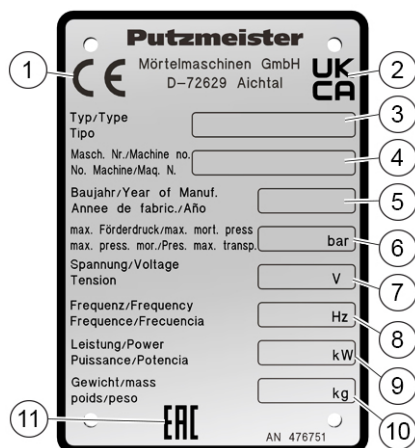 Putzmeister
Mörtelmaschinen GmbH
D-72629 Aichtal
CE
UK
CA
1
2
Typ/Type
Tipo
3
Masch. Nr./Machine no.
No. Machine/Maq. N.
4
Baujahr/Year of Manuf.
Annee de fabric./Año
5
max. Förderdruck/max. mort. press
max. press. mor./Pres. max. transp.
bar
6
Spannung/Voltage
Tension
V
7
Frequenz/Frequency
Frequence/Frecuencia
Hz
8
Leistung/Power
Puissance/Potencia
kW
9
Gewicht/mass
poids/peso
kg
10
11
EAC
AN 476751